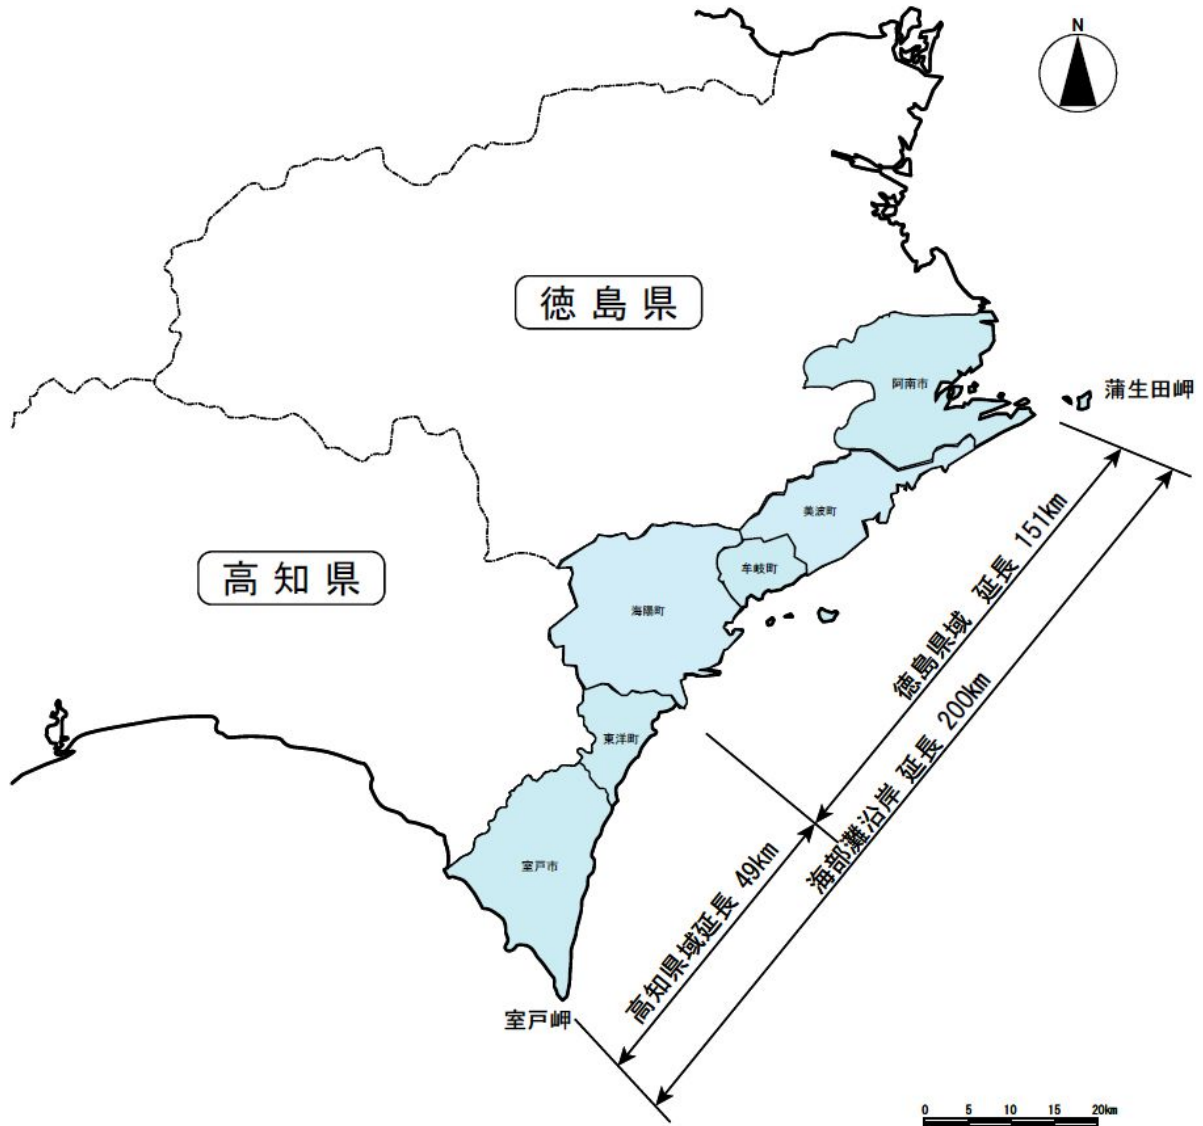 N
徳島県
阿南市
蒲生田岬
美波町
牟岐町
高知県
海陽町
徳島県域 延長 151km
海部灘沿岸 延長 200km
東洋町
高知県域延長 49km
室戸市
室戸岬
0 5 10 15 20km